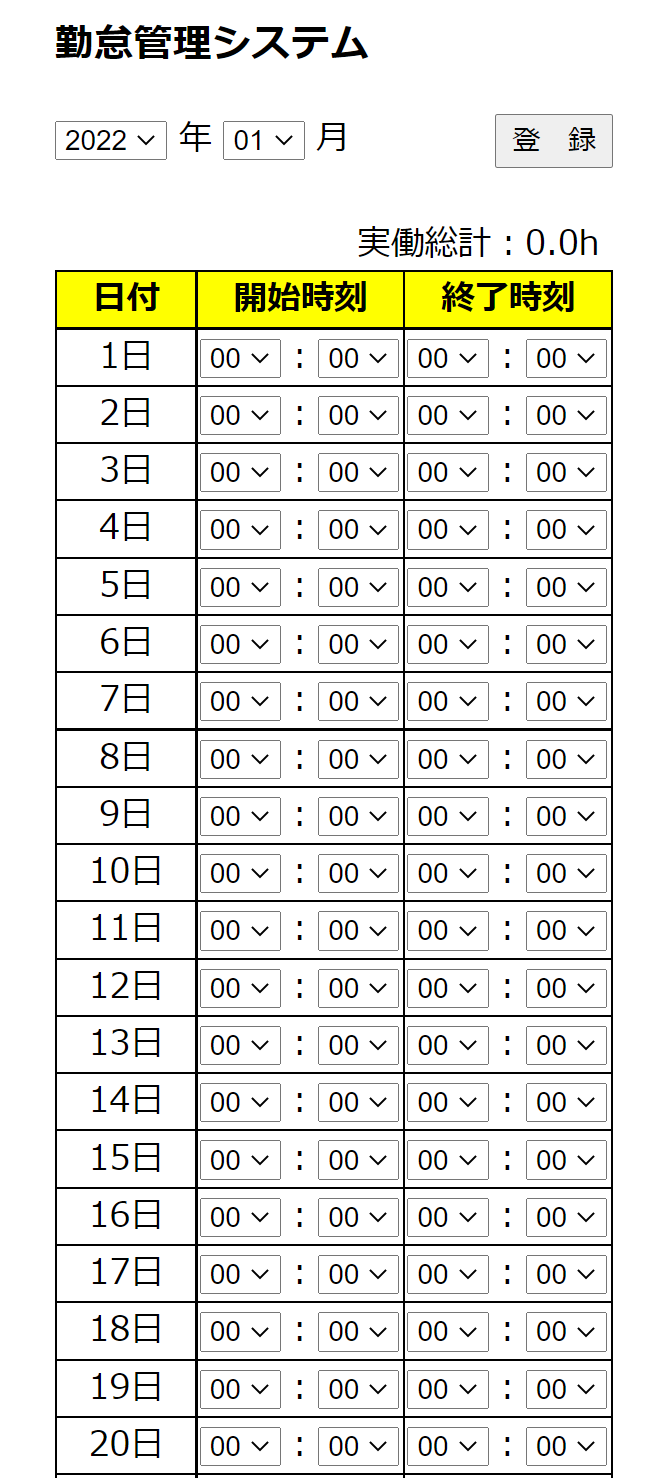 勤怠管理システム
2022 年 01 月 登　録
実働総計：0.0h
日付 開始時刻 終了時刻
1日 00 : 00 00 : 00
2日 00 : 00 00 : 00
3日 00 : 00 00 : 00
4日 00 : 00 00 : 00
5日 00 : 00 00 : 00
6日 00 : 00 00 : 00
7日 00 : 00 00 : 00
8日 00 : 00 00 : 00
9日 00 : 00 00 : 00
10日 00 : 00 00 : 00
11日 00 : 00 00 : 00
12日 00 : 00 00 : 00
13日 00 : 00 00 : 00
14日 00 : 00 00 : 00
15日 00 : 00 00 : 00
16日 00 : 00 00 : 00
17日 00 : 00 00 : 00
18日 00 : 00 00 : 00
19日 00 : 00 00 : 00
20日 00 : 00 00 : 00